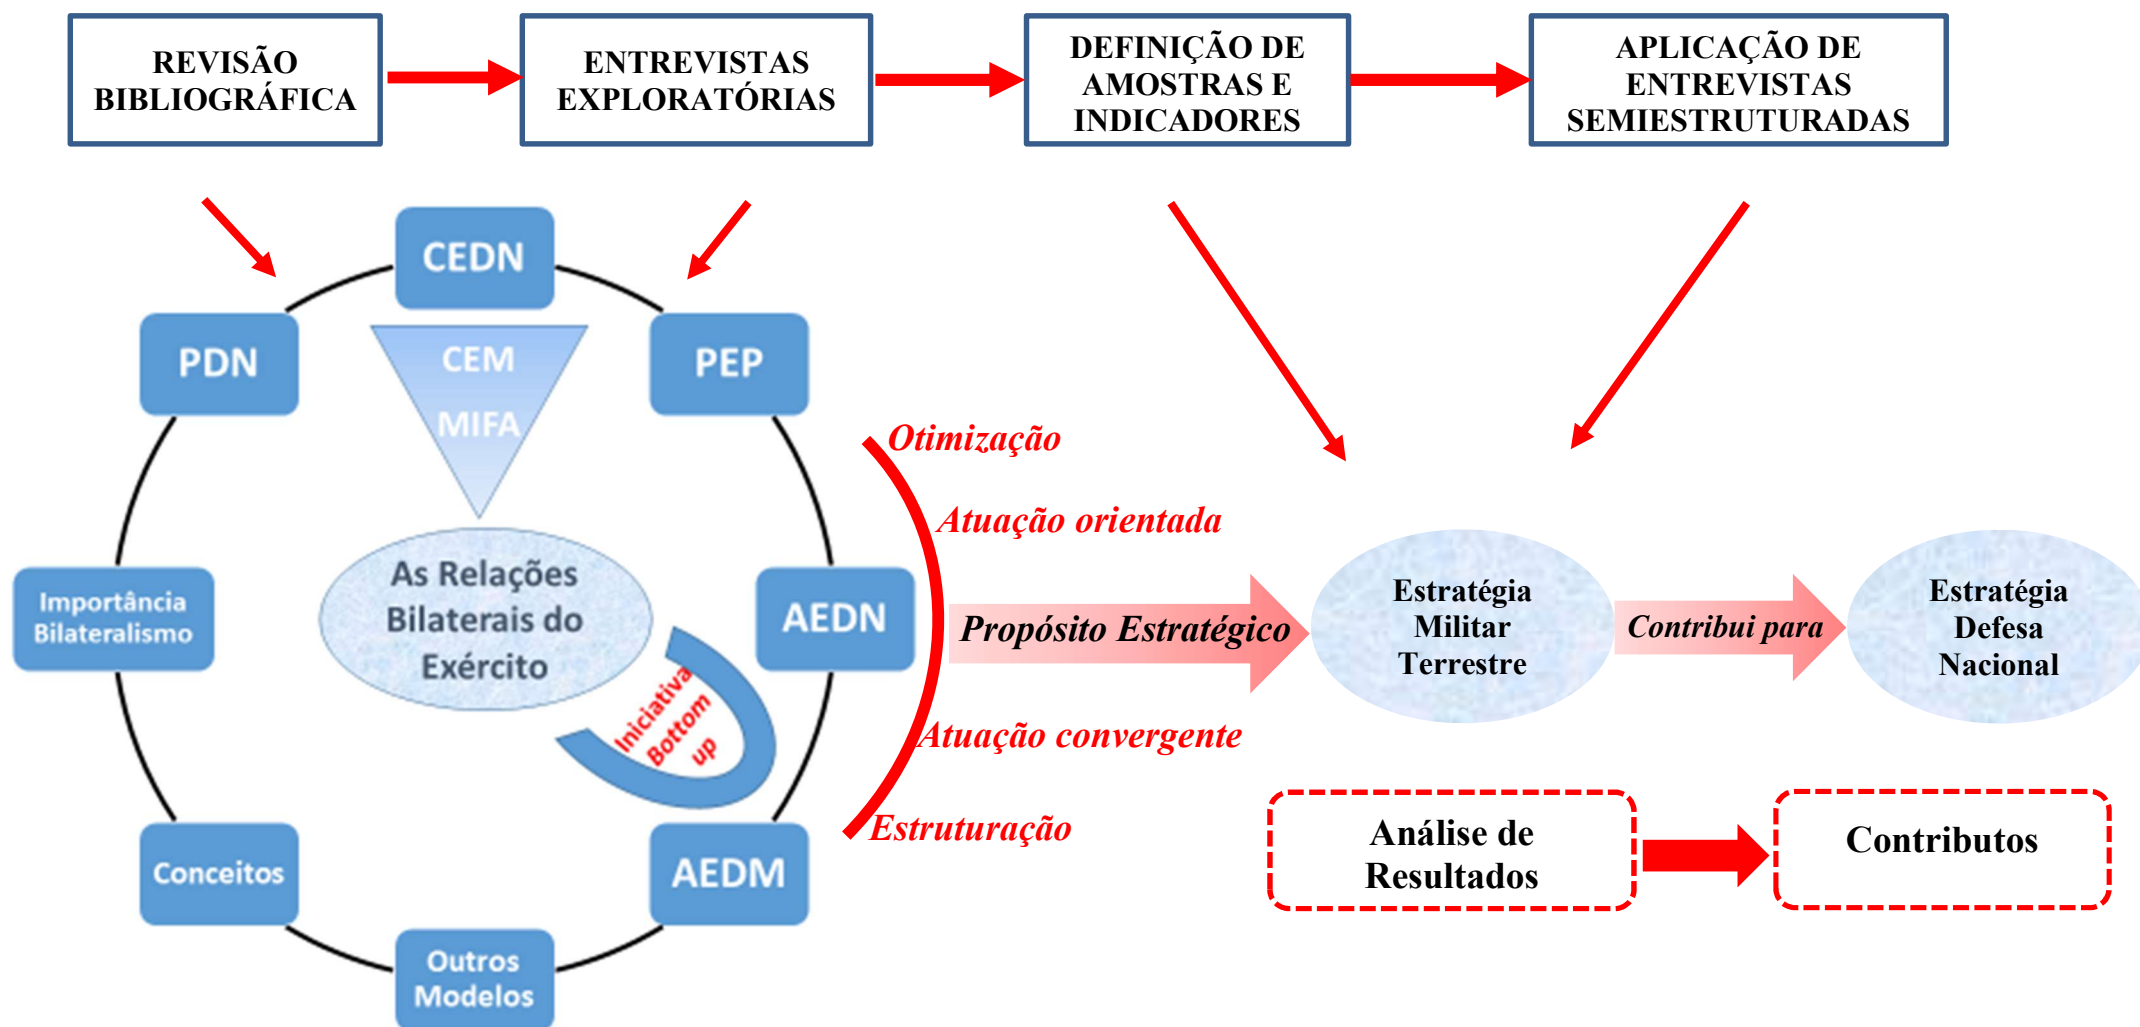 REVISÃO
BIBLIOGRÁFICA
ENTREVISTAS
EXPLORATÓRIAS
DEFINIÇÃO DE
AMOSTRAS E
INDICADORES
APLICAÇÃO DE
ENTREVISTAS
SEMIESTRUTURADAS
CEDN
PDN
PEP
CEM
MIFA
Importância
Bilateralismo
As Relações
Bilaterais do
Exército
AEDN
Iniciativa
Bottom
up
Conceitos
AEDM
Outros
Modelos
Otimização
Atuação orientada
Propósito Estratégico
Atuação convergente
Estruturação
Estratégia
Militar
Terrestre
Contribui para
Estratégia
Defesa
Nacional
Análise de
Resultados
Contributos